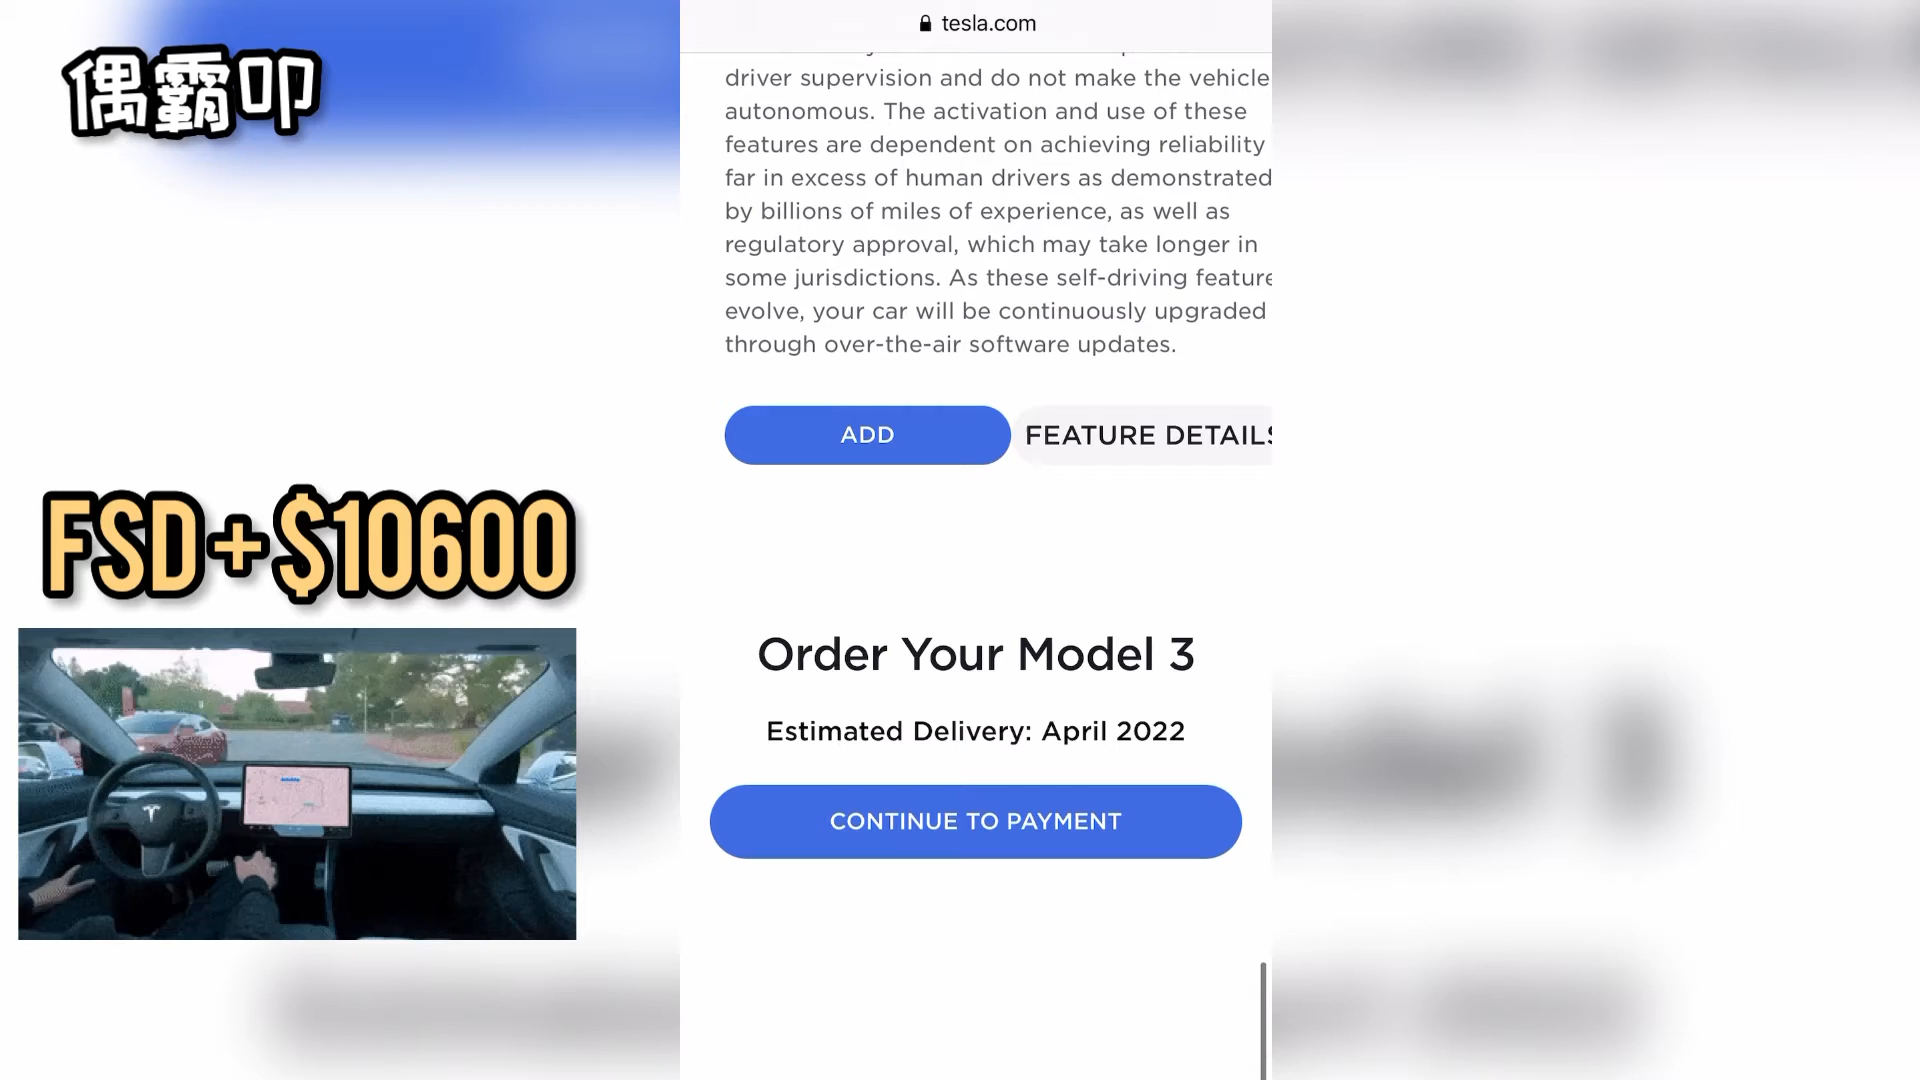 偶霸叩
FSD+$10600
tesla.com
driver supervision and do not make the vehicle
autonomous. The activation and use of these
features are dependent on achieving reliability
far in excess of human drivers as demonstrated
by billions of miles of experience, as well as
regulatory approval, which may take longer in
some jurisdictions. As these self-driving feature
evolve, your car will be continuously upgraded
through over-the-air software updates.
ADD
FEATURE DETAILS
Order Your Model 3
Estimated Delivery: April 2022
CONTINUE TO PAYMENT